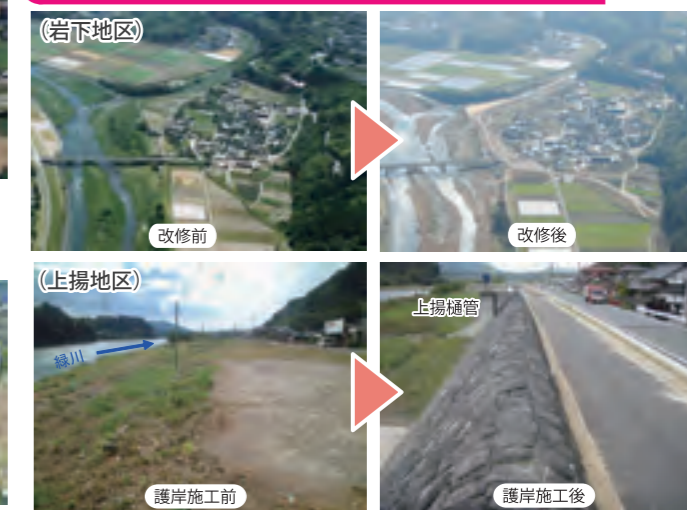 (岩下地区)
改修前
改修後
(上揚地区)
緑川
護岸施工前
上揚樋管
護岸施工後